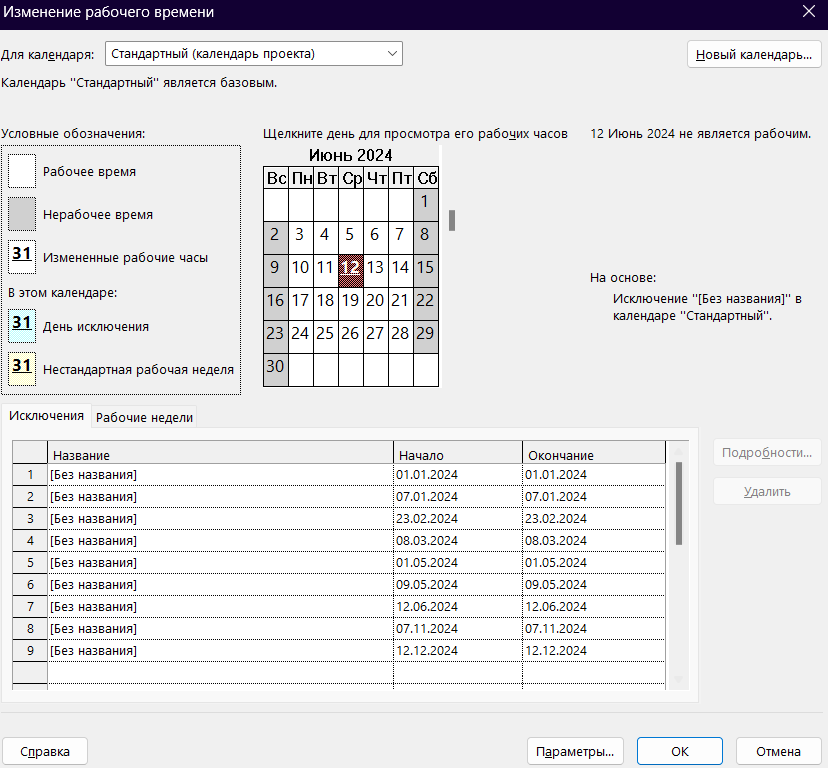 Изменение рабочего времени
Для календаря: Стандартный (календарь проекта) Новый календарь...
Календарь "Стандартный" является базовым.
Условные обозначения:
Рабочее время
Нерабочее время
31 Измененные рабочие часы
В этом календаре:
31 День исключения
31 Нестандартная рабочая неделя
Щелкните день для просмотра его рабочих часов
Июнь 2024
Вс Пн Вт Ср Чт Пт Сб
1
2 3 4 5 6 7 8
9 10 11 12 13 14 15
16 17 18 19 20 21 22
23 24 25 26 27 28 29
30
12 Июнь 2024 не является рабочим.
На основе:
Исключение "[Без названия]" в
календаре "Стандартный".
Исключения Рабочие недели
Название Начало Окончание
1 [Без названия] 01.01.2024 01.01.2024
2 [Без названия] 07.01.2024 07.01.2024
3 [Без названия] 23.02.2024 23.02.2024
4 [Без названия] 08.03.2024 08.03.2024
5 [Без названия] 01.05.2024 01.05.2024
6 [Без названия] 09.05.2024 09.05.2024
7 [Без названия] 12.06.2024 12.06.2024
8 [Без названия] 07.11.2024 07.11.2024
9 [Без названия] 12.12.2024 12.12.2024
Подробности...
Удалить
Справка Параметры... ОК Отмена